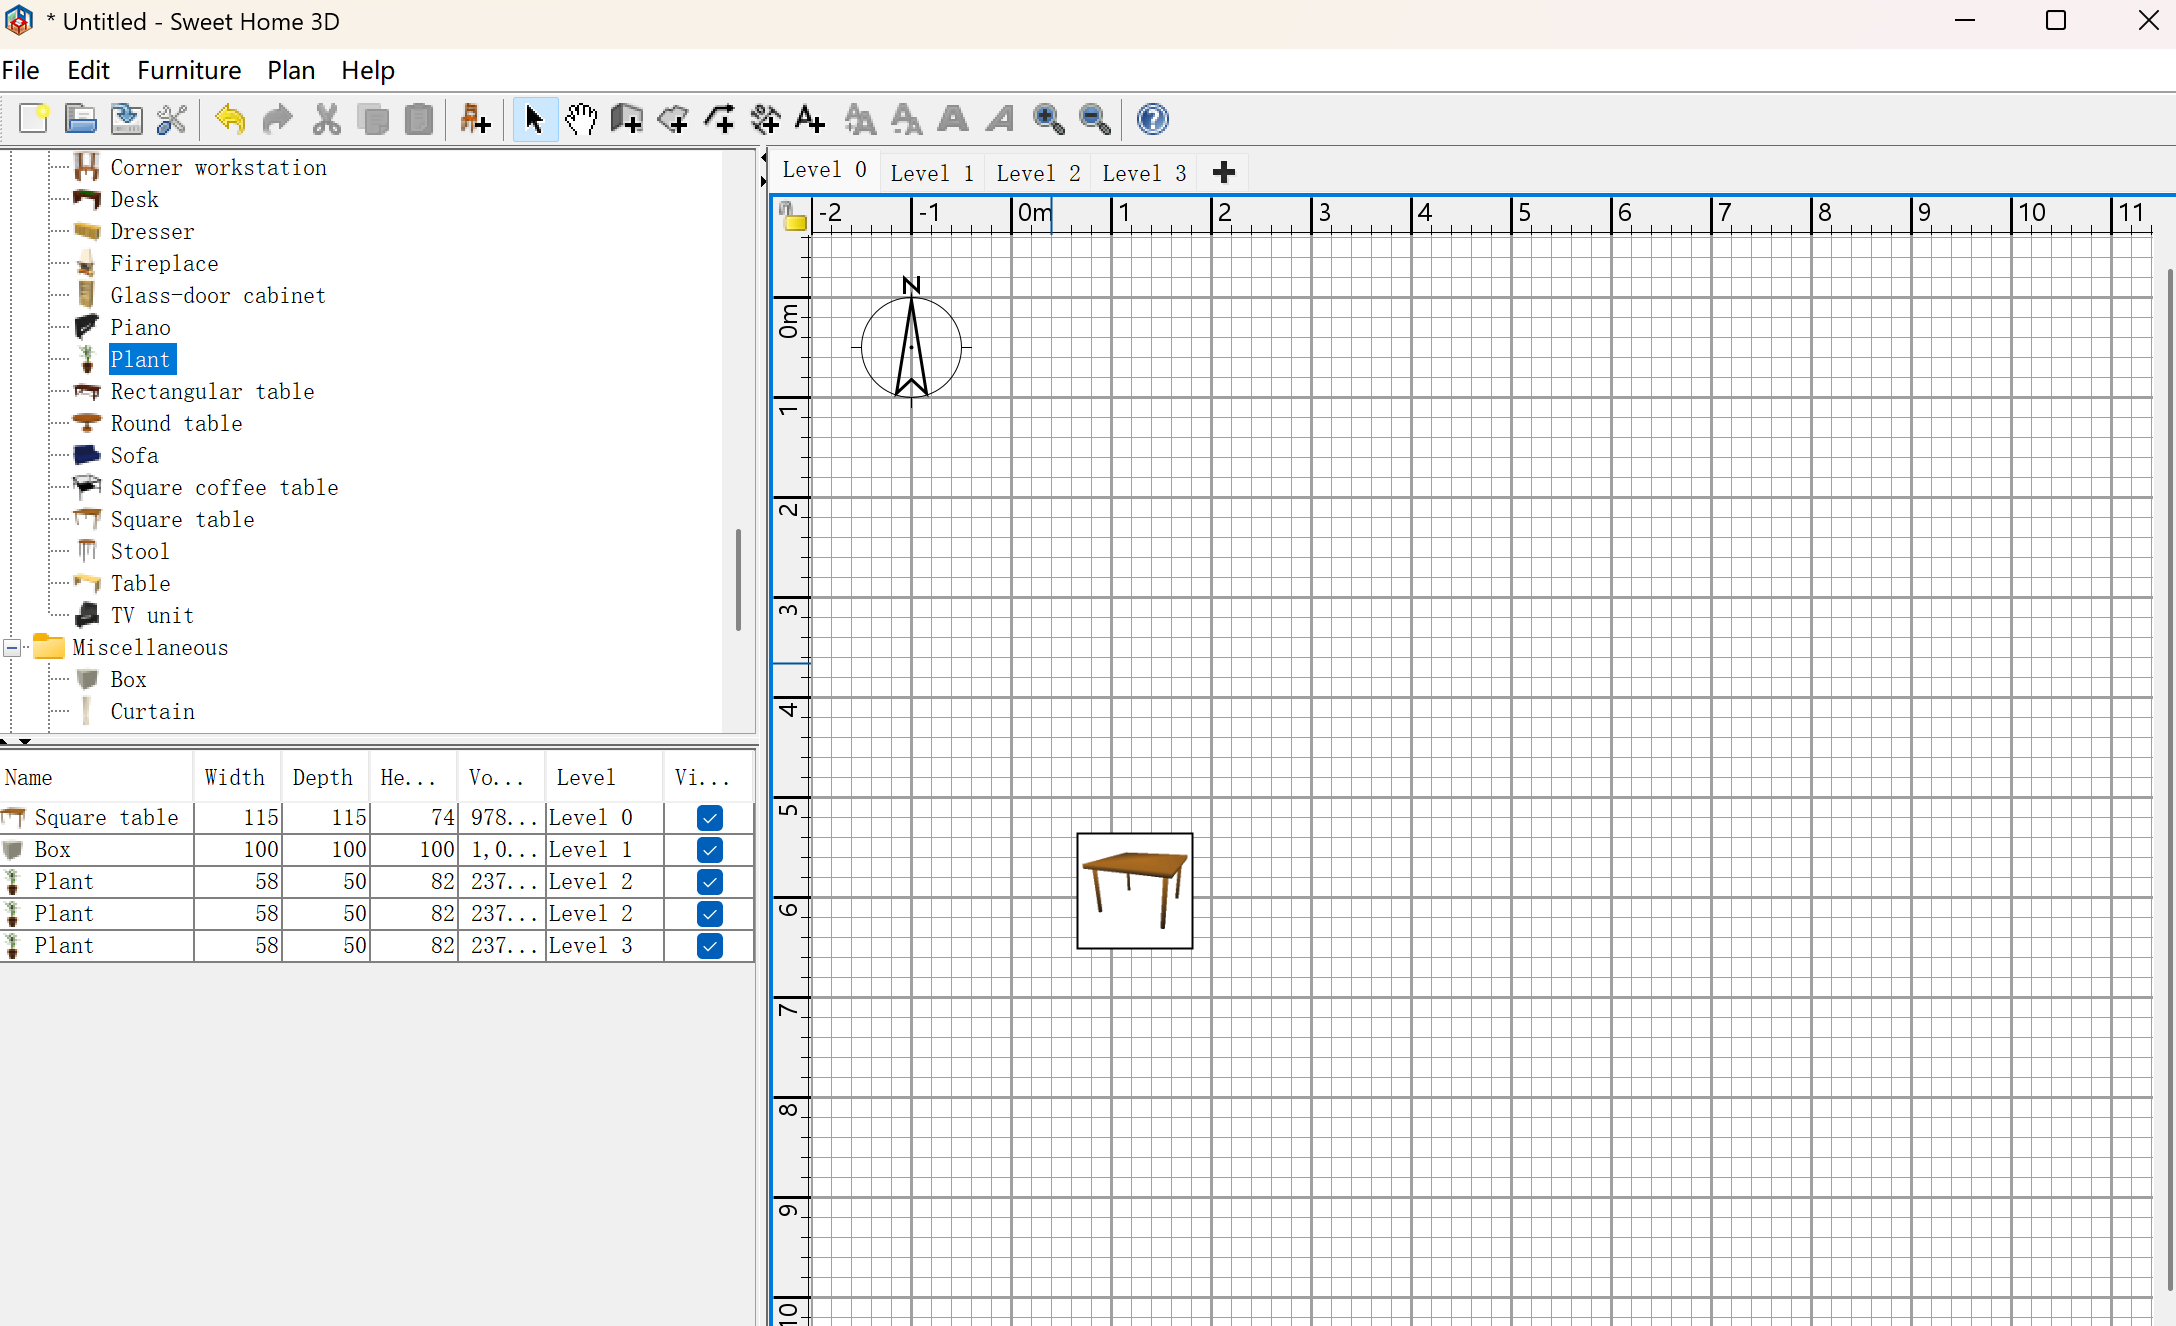 * Untitled - Sweet Home 3D
File Edit Furniture Plan Help
Corner workstation
Desk
Dresser
Fireplace
Glass-door cabinet
Piano
Plant
Rectangular table
Round table
Sofa
Square coffee table
Square table
Stool
Table
TV unit
Miscellaneous
Box
Curtain
Name Width Depth He... Vo... Level Vi...
Square table 115 115 74 978... Level 0
Box 100 100 100 1,0... Level 1
Plant 58 50 82 237... Level 2
Plant 58 50 82 237... Level 2
Plant 58 50 82 237... Level 3
Level 0 Level 1 Level 2 Level 3
-2 -1 0m 1 2 3 4 5 6 7 8 9 10 11
N
0m
1
2
3
4
5
6
7
8
9
10